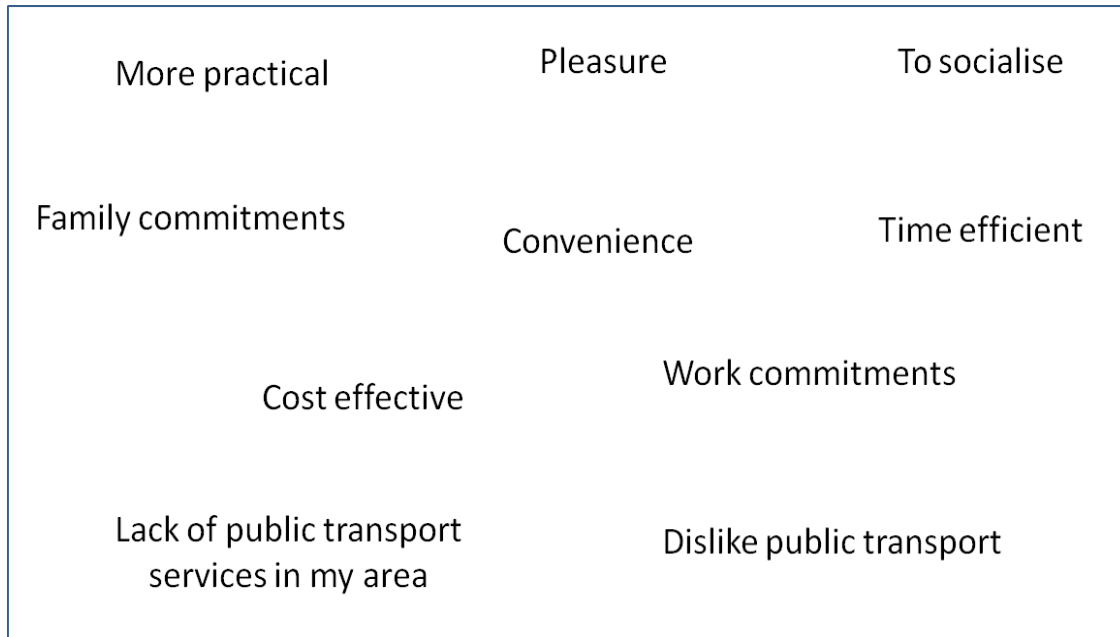 More practical
Pleasure
To socialise
Family commitments
Convenience
Time efficient
Cost effective
Work commitments
Lack of public transport
services in my area
Dislike public transport